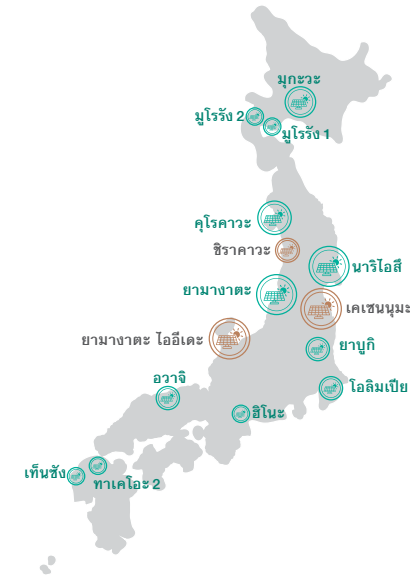 มุกะวะ
มูโรรัง 2
มูโรรัง 1
คุโรคาวะ
ชิราคาวะ
นาริไอสึ
ยามางาตะ
เคเซนนุมะ
ยามางาตะ ไออีเดะ
ยาบูกิ
อวาจิ
โอลิมเปีย
ฮิโนะ
เท็นซัง
ทาเคโอะ 2